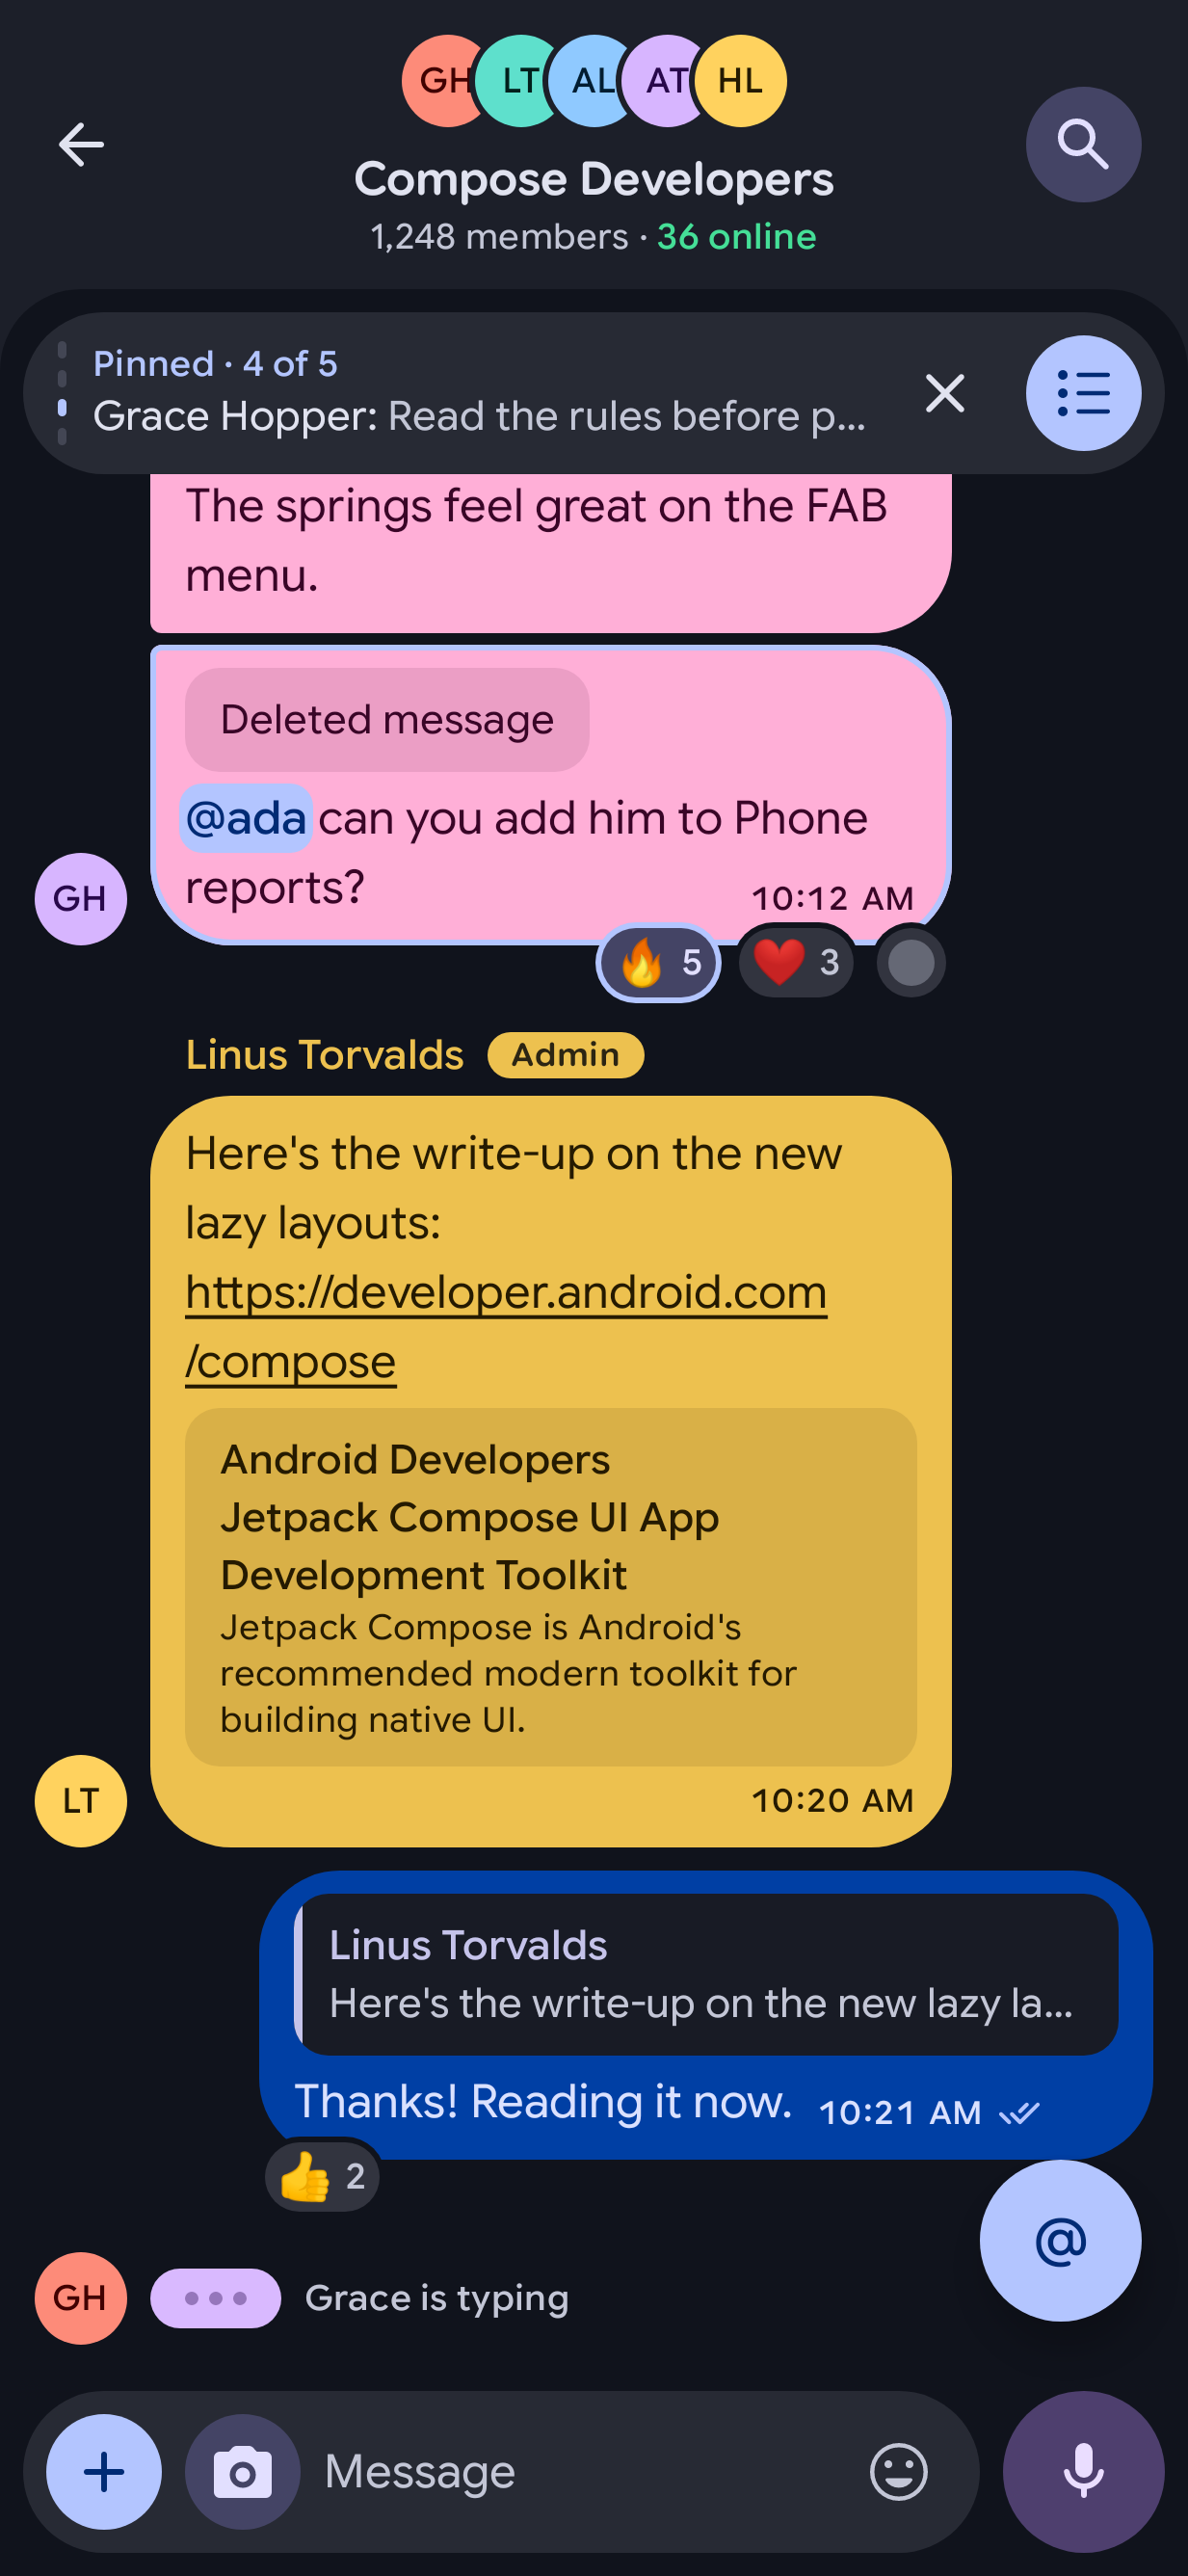 GH LT AL AT HL
Compose Developers
1,248 members · 36 online
Pinned · 4 of 5
Grace Hopper: Read the rules before p...
The springs feel great on the FAB
menu.
Deleted message
@ada can you add him to Phone
reports?
10:12 AM
GH
5
3
Linus Torvalds Admin
Here's the write-up on the new
lazy layouts:
https://developer.android.com
/compose
Android Developers
Jetpack Compose UI App
Development Toolkit
Jetpack Compose is Android's
recommended modern toolkit for
building native UI.
LT
10:20 AM
Linus Torvalds
Here's the write-up on the new lazy la...
Thanks! Reading it now. 10:21 AM
2
@
GH
Grace is typing
Message